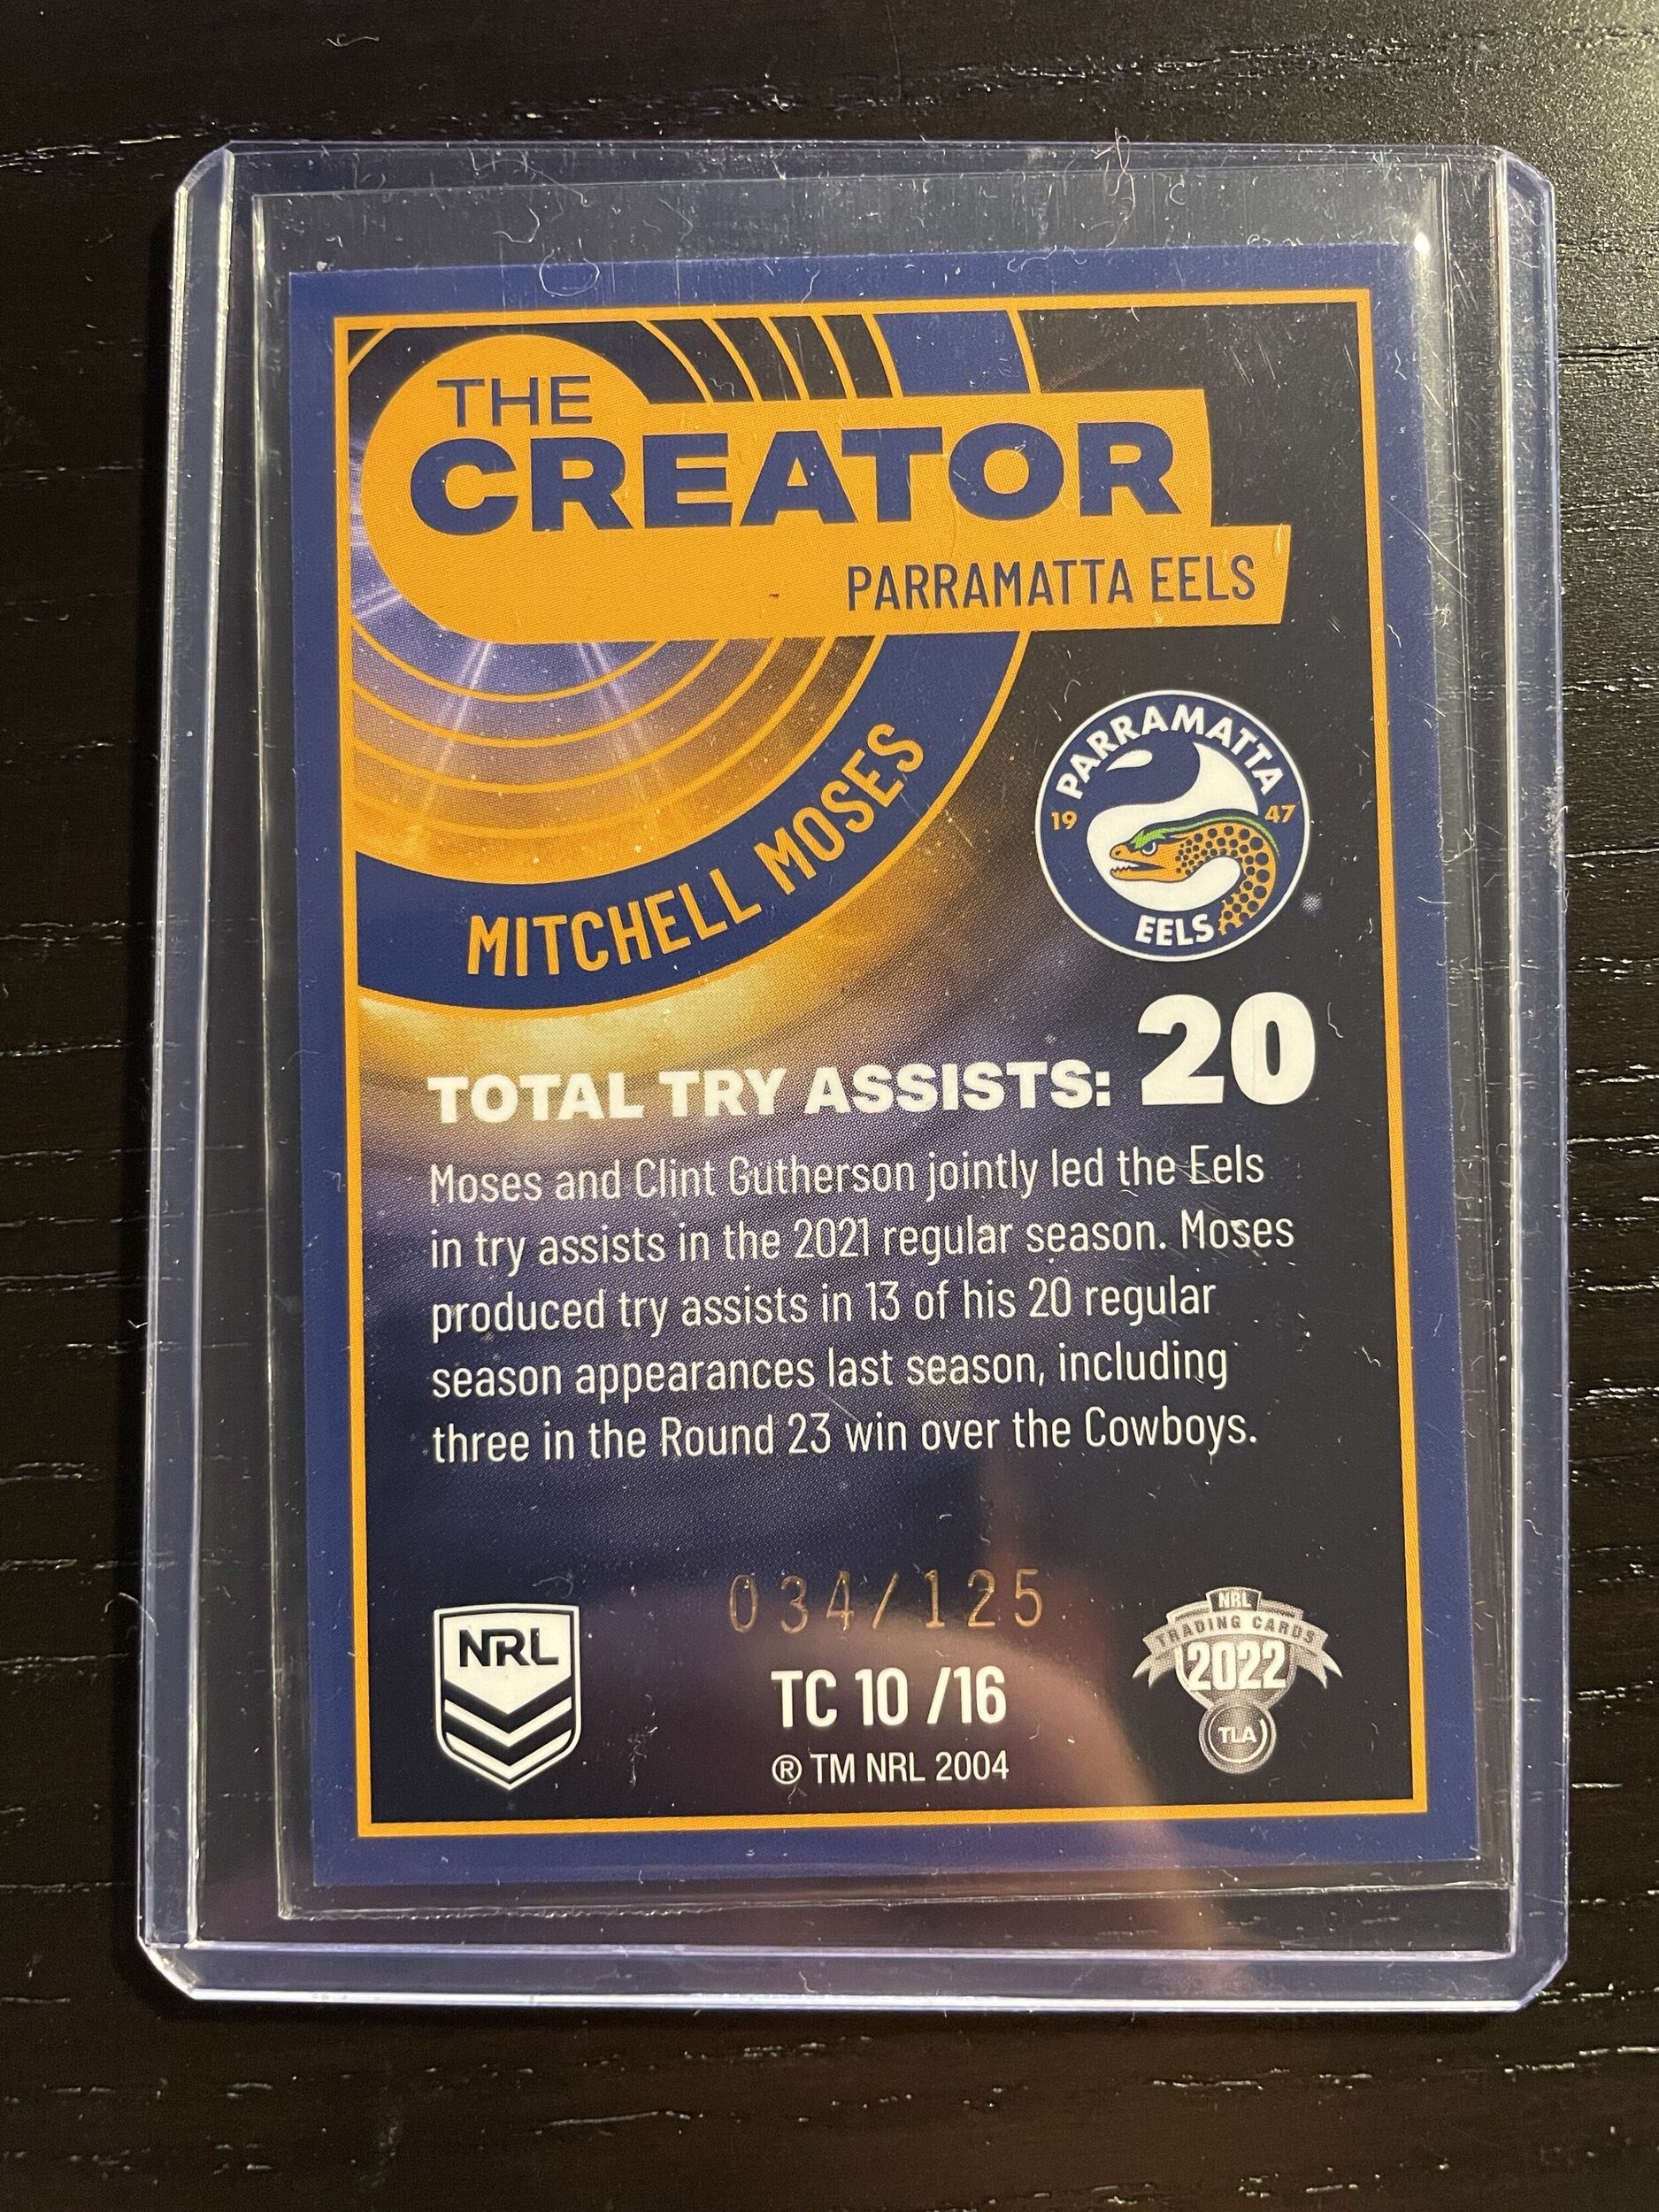 THE
CREATOR
PARRAMATTA EELS
MITCHELL MOSES
PARRAMATTA
19 47
EELS
TOTAL TRY ASSISTS: 20
Moses and Clint Gutherson jointly led the Eels
in try assists in the 2021 regular season. Moses
produced try assists in 13 of his 20 regular
season appearances last season, including
three in the Round 23 win over the Cowboys.
034/125
NRL
TC 10 /16
® TM NRL 2004
NRL
TRADING CARDS
2022
TLA